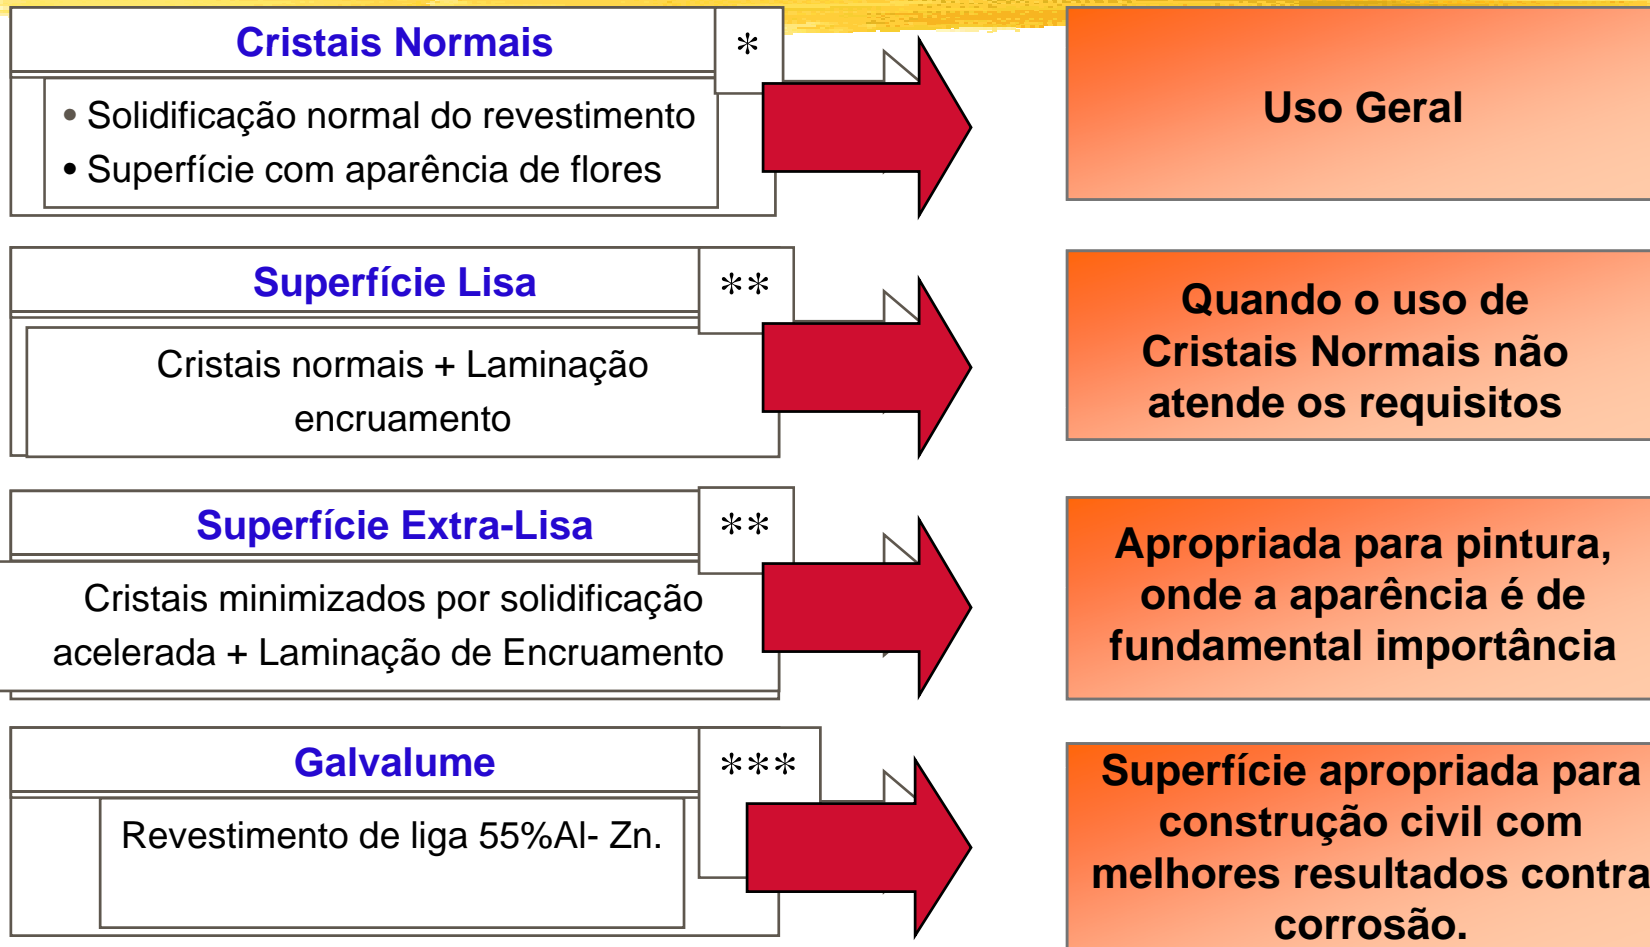 Cristais Normais
*
• Solidificação normal do revestimento
• Superfície com aparência de flores
Uso Geral
Superfície Lisa
**
Cristais normais + Laminação
encruamento
Quando o uso de
Cristais Normais não
atende os requisitos
Superfície Extra-Lisa
**
Cristais minimizados por solidificação
acelerada + Laminação de Encruamento
Apropriada para pintura,
onde a aparência é de
fundamental importância
Galvalume
***
Revestimento de liga 55%Al- Zn.
Superfície apropriada para
construção civil com
melhores resultados contra
corrosão.